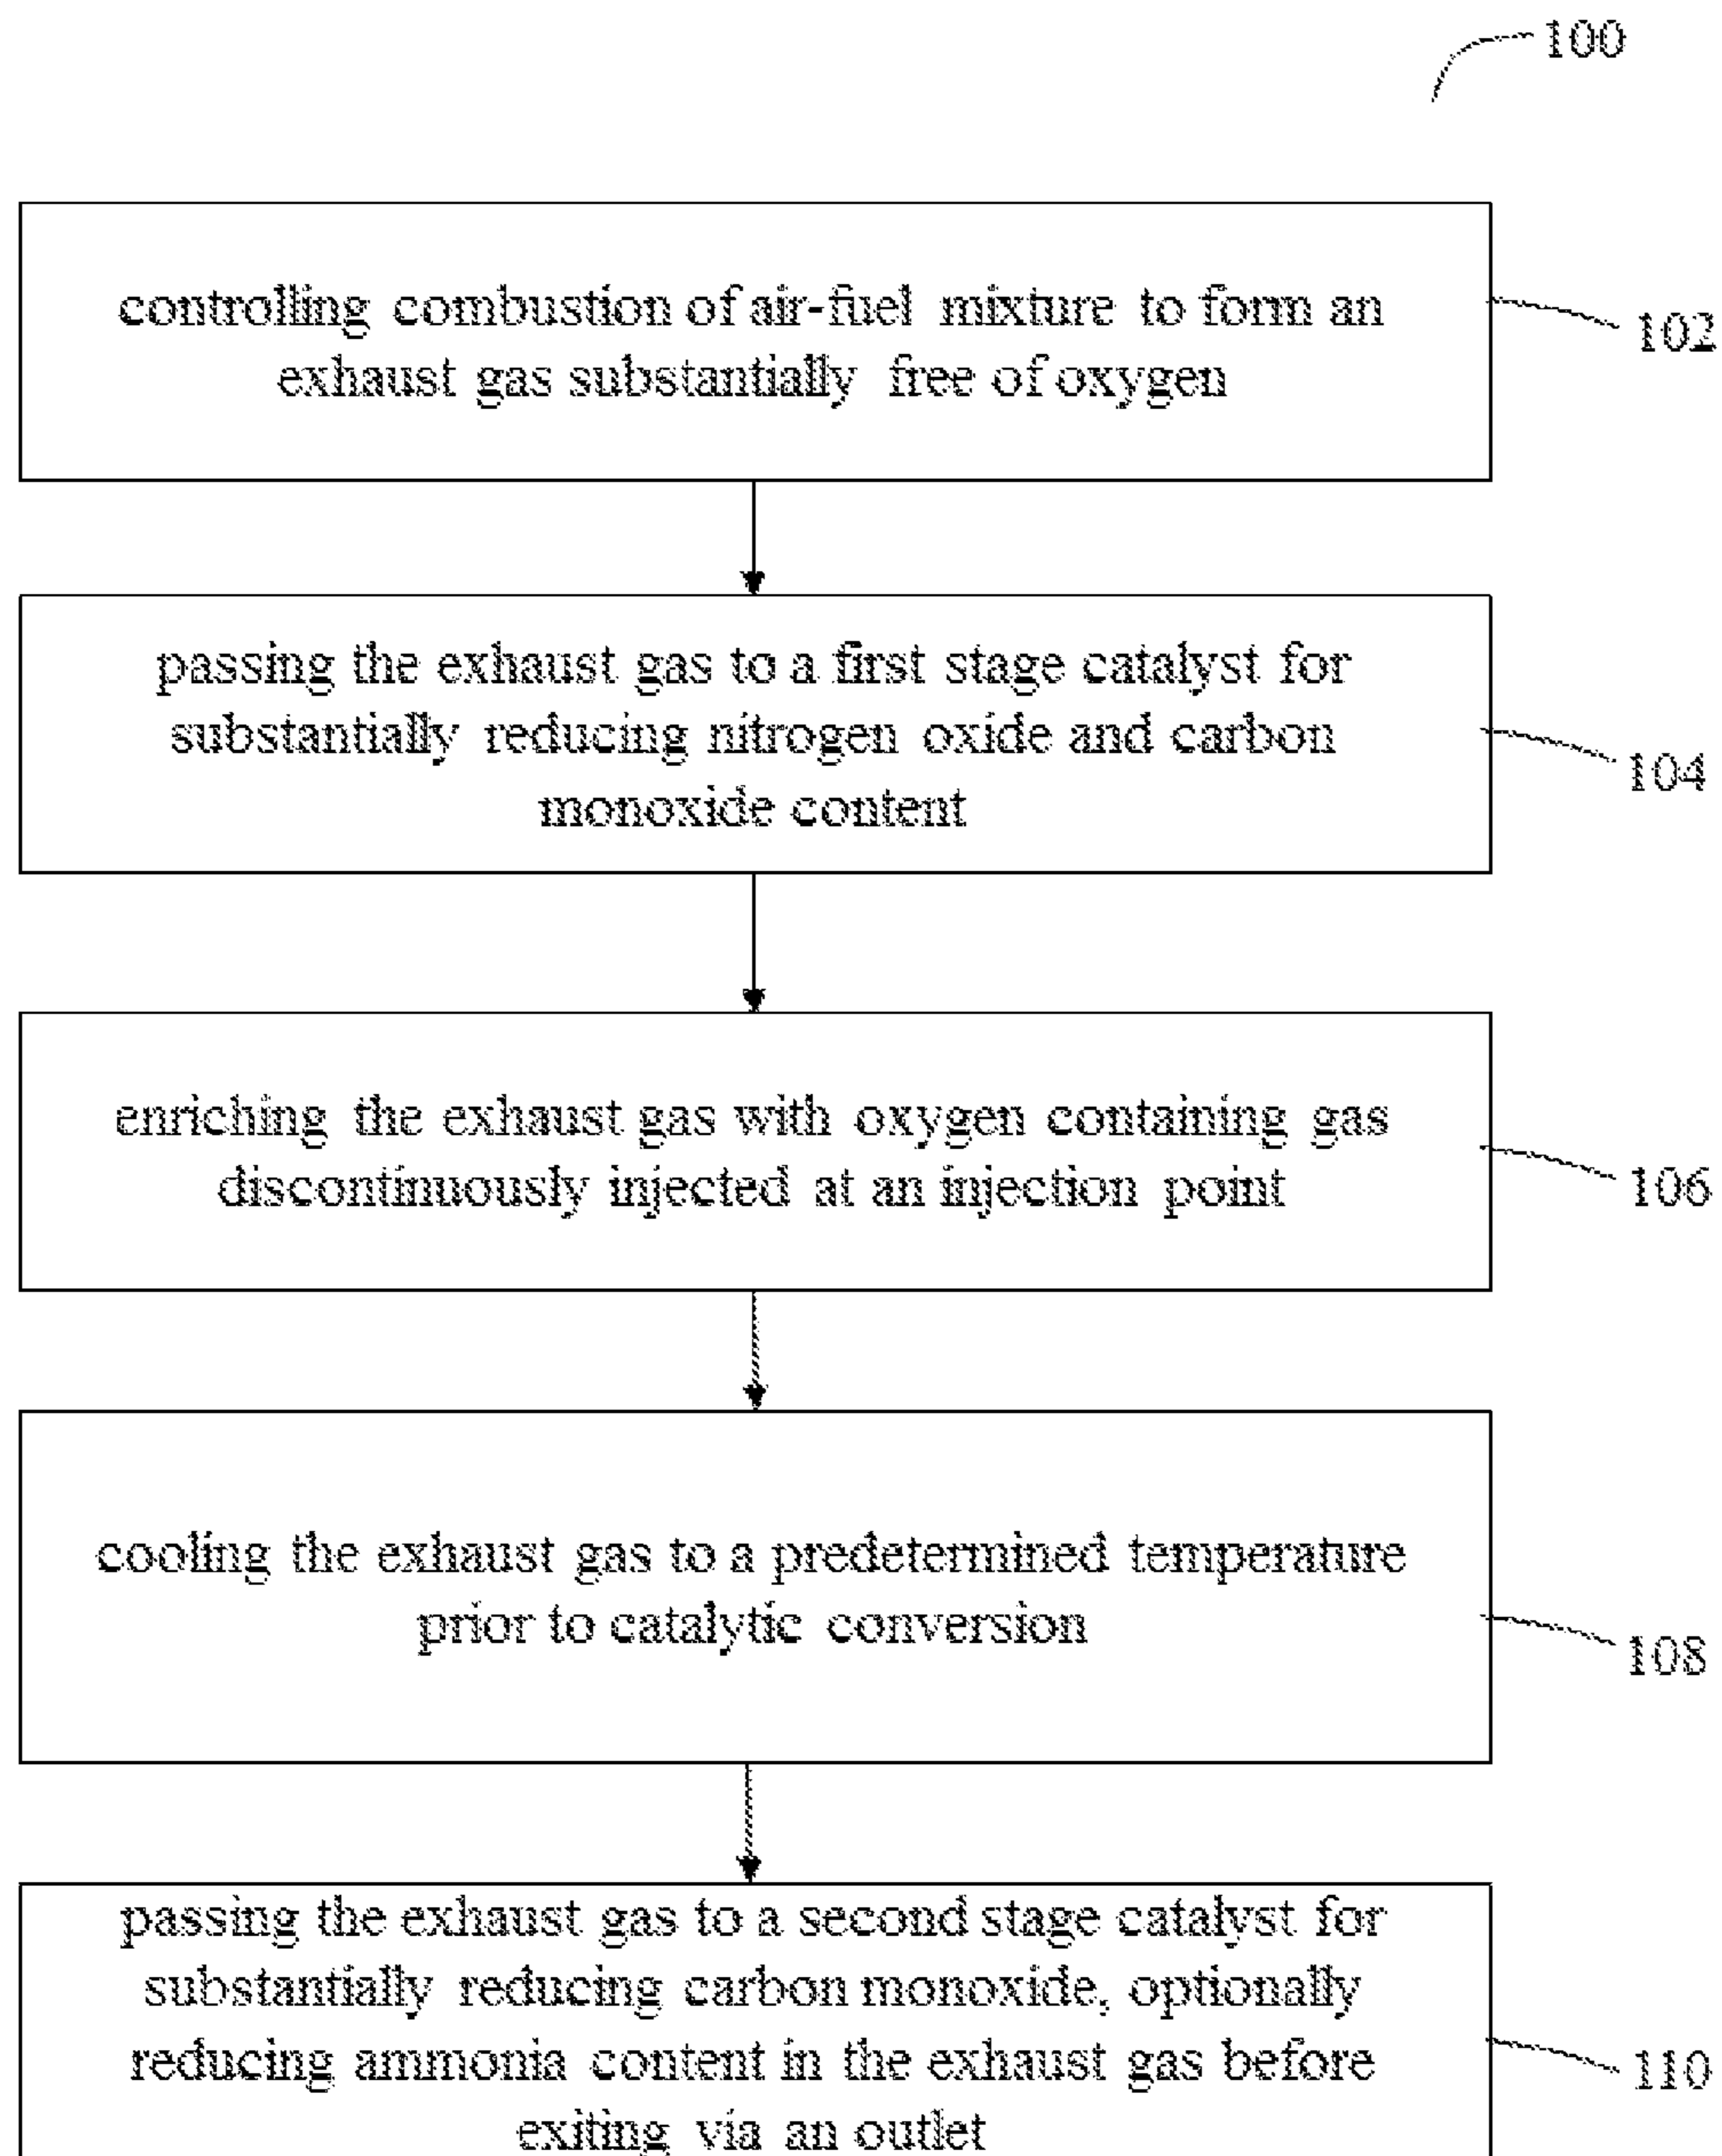 100
controlling combustion of air-fuel mixture to form an
exhaust gas substantially free of oxygen
102
passing the exhaust gas to a first stage catalyst for
substantially reducing nitrogen oxide and carbon
monoxide content
104
enriching the exhaust gas with oxygen containing gas
discontinuously injected at an injection point
106
cooling the exhaust gas to a predetermined temperature
prior to catalytic conversion
108
passing the exhaust gas to a second stage catalyst for
substantially reducing carbon monoxide, optionally
reducing ammonia content in the exhaust gas before
exiting via an outlet
110